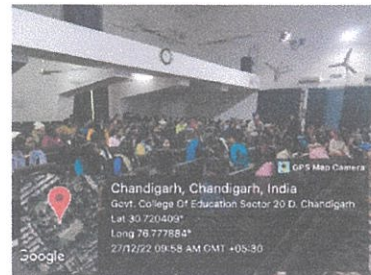 GPS Map Camera
Chandigarh, Chandigarh, India
Govt. College Of Education Sector 20 D, Chandigarh
Lat 30.720409°
Long 76.777884°
27/12/22 09:58 AM GMT +05:30
Google